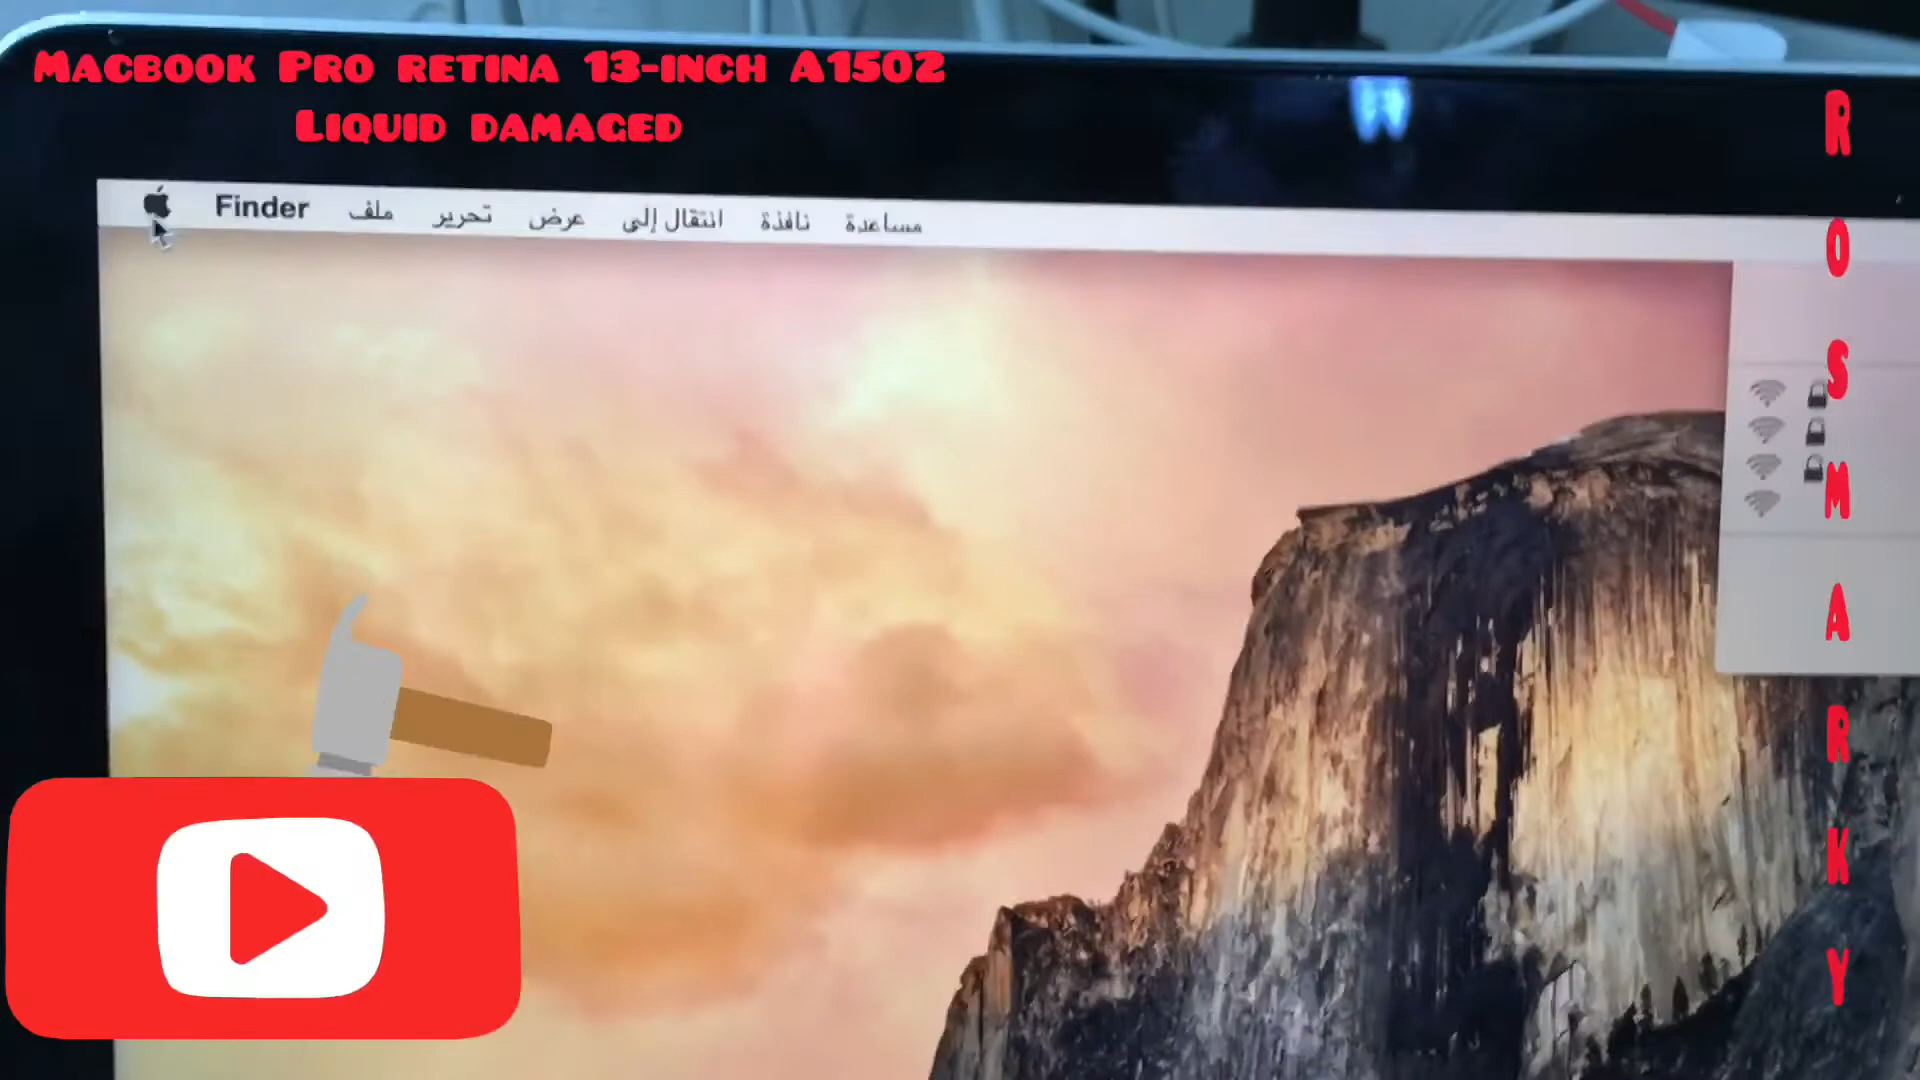 Macbook Pro retina 13-inch A1502
Liquid damaged
Finder ملف تحرير عرض انتقال إلى نافذة مساعدة
ROSMARKY